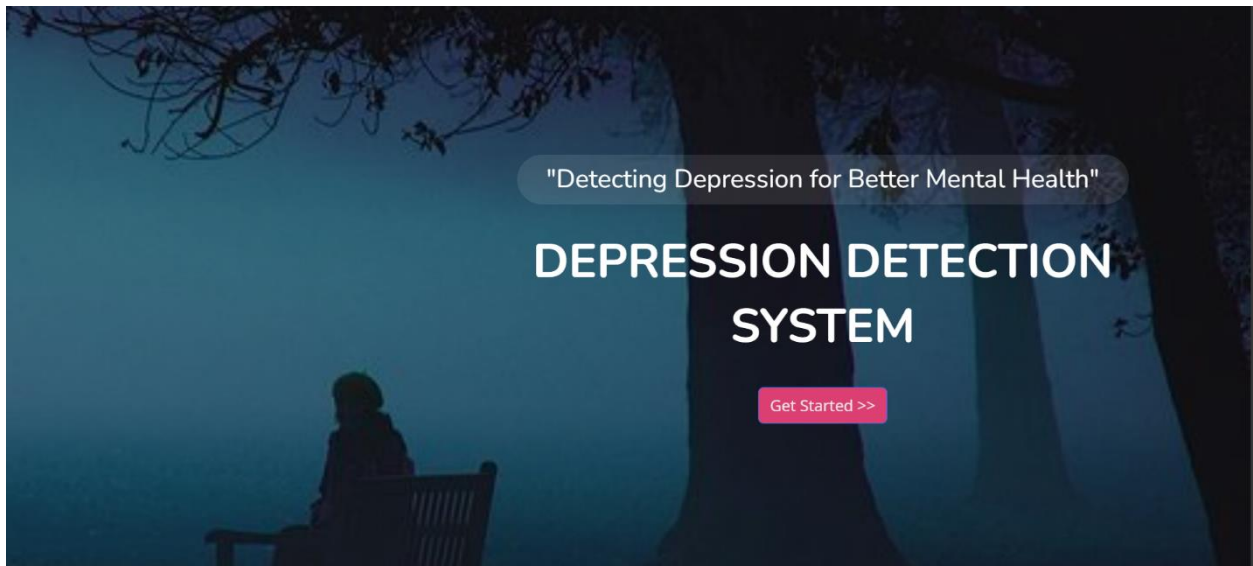 "Detecting Depression for Better Mental Health"
DEPRESSION DETECTION
SYSTEM
Get Started >>